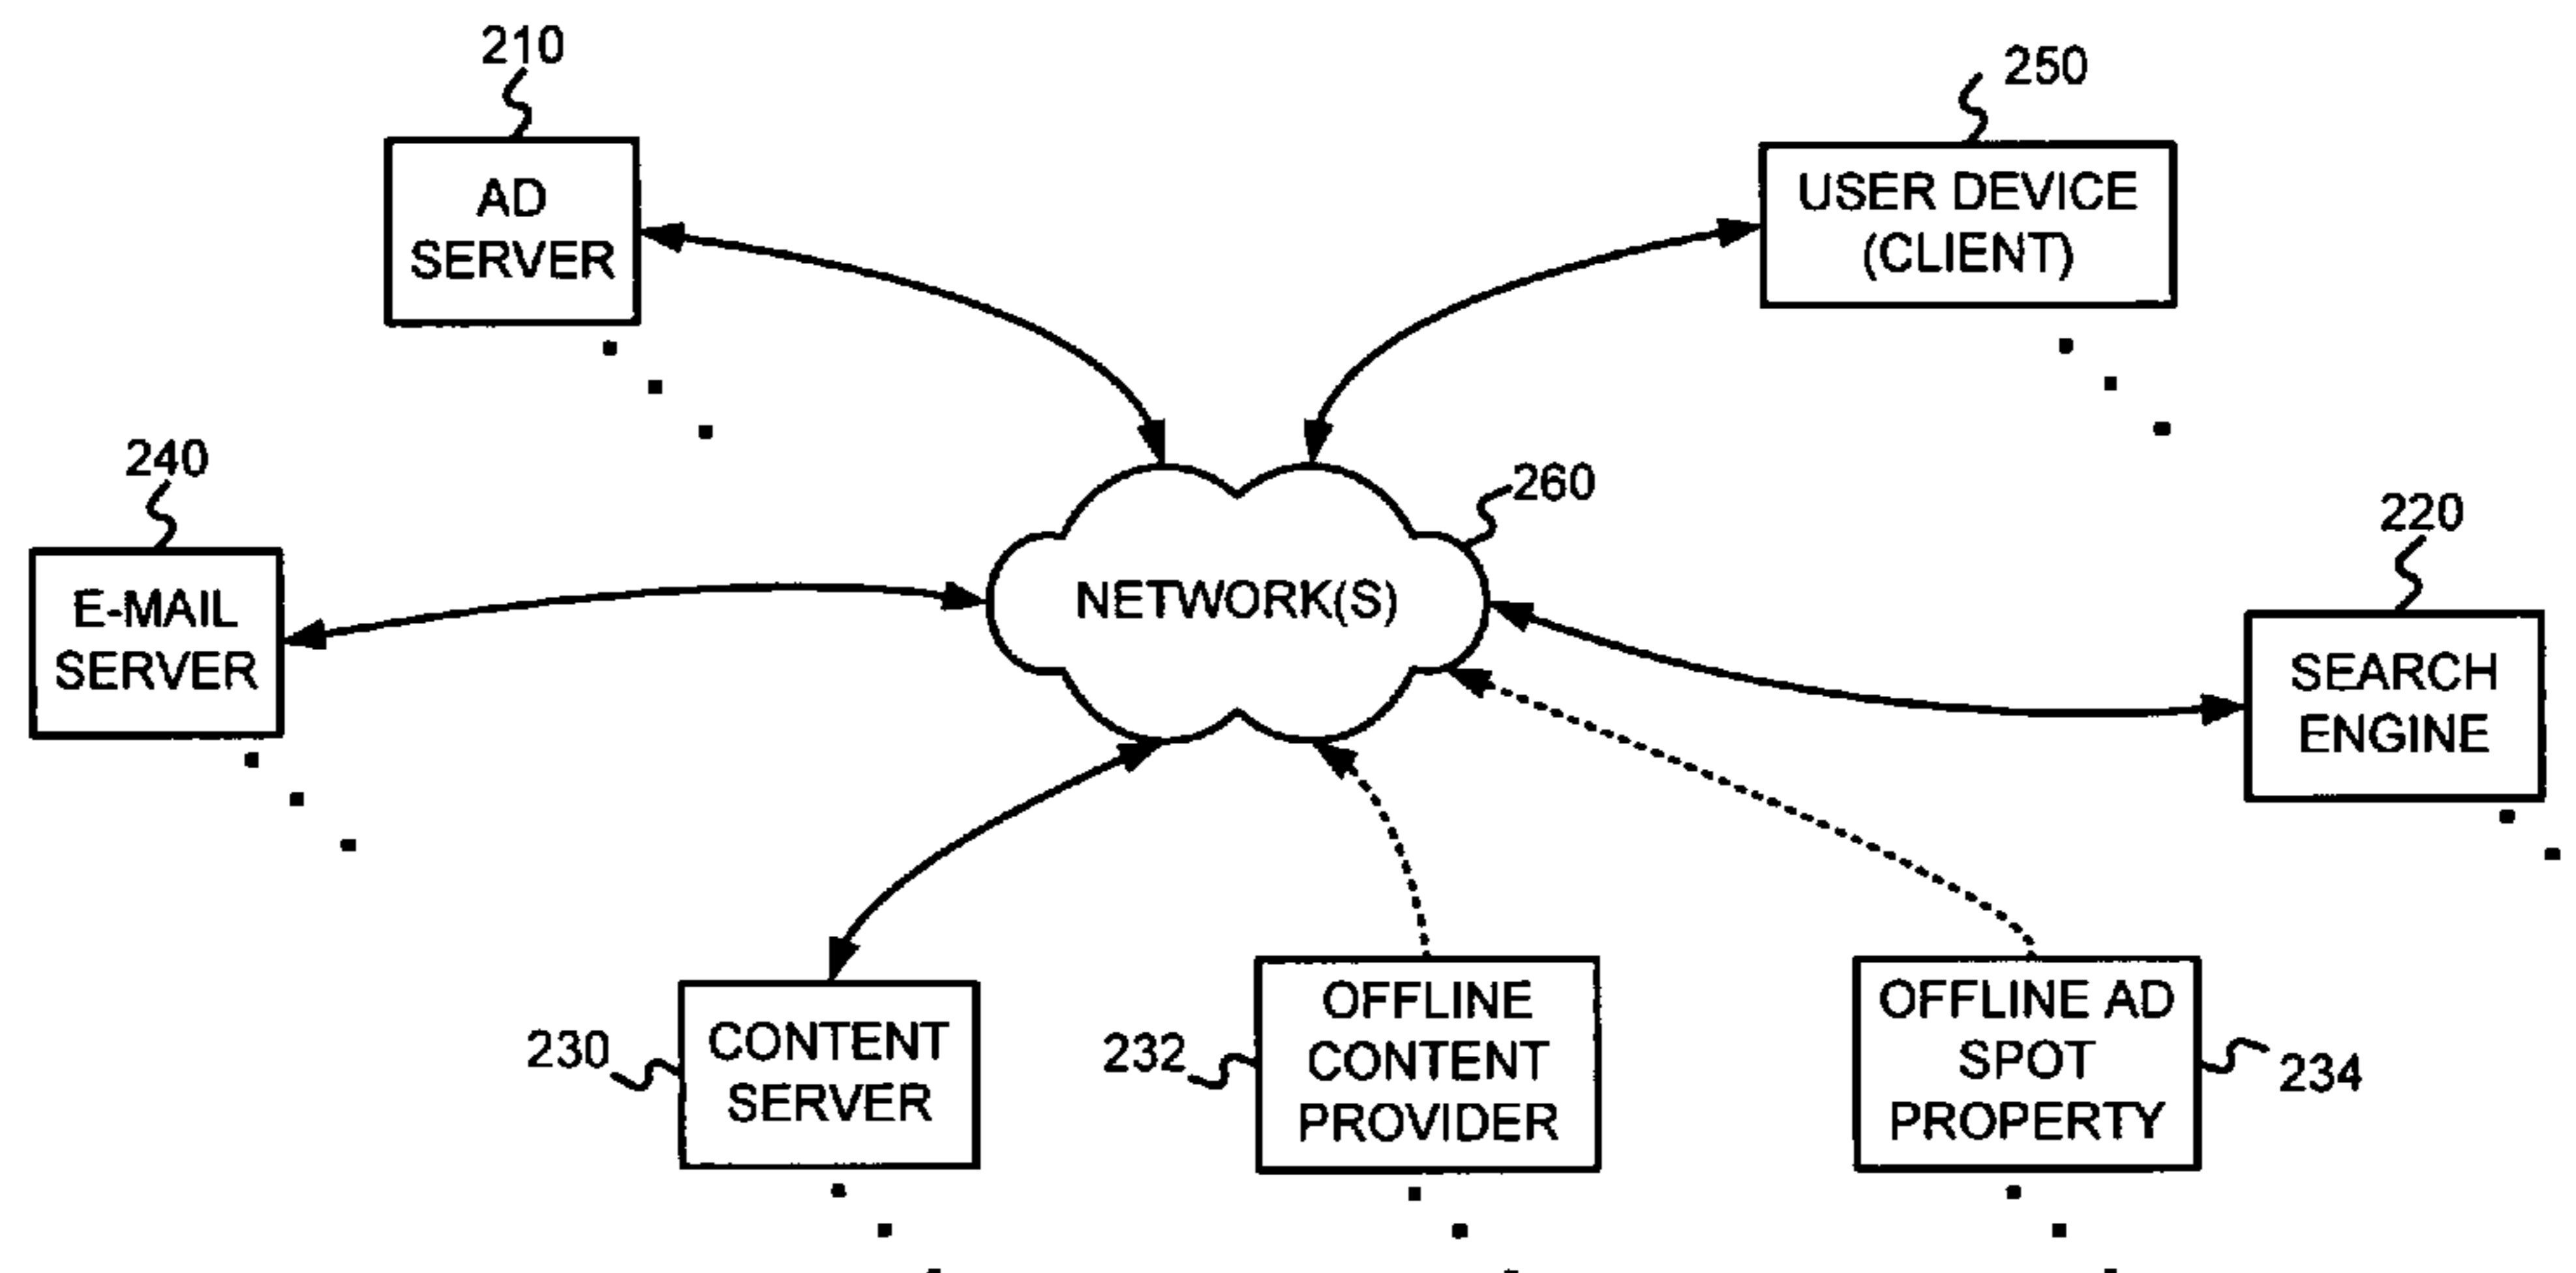 210
AD
SERVER
250
USER DEVICE
(CLIENT)
240
E-MAIL
SERVER
260
NETWORK(S)
220
SEARCH
ENGINE
230
CONTENT
SERVER
232
OFFLINE
CONTENT
PROVIDER
OFFLINE AD
SPOT
PROPERTY
234